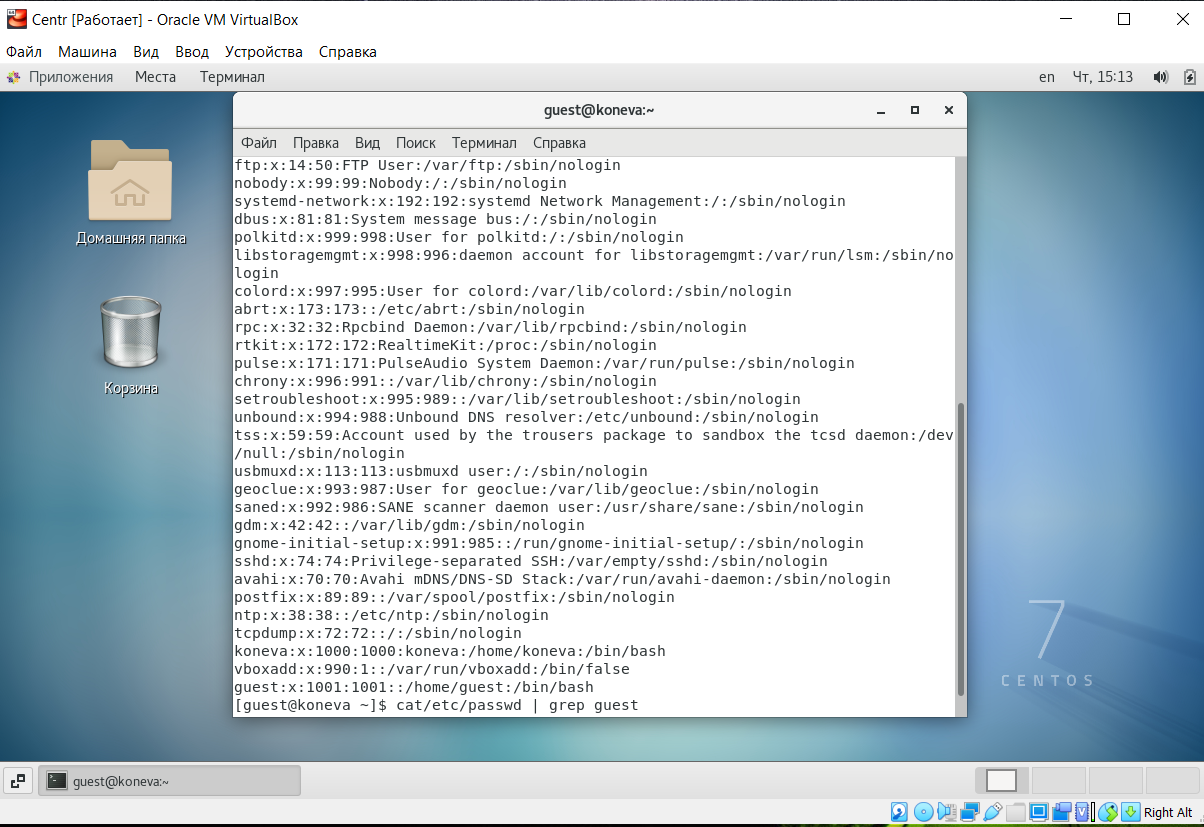 Centr [Работает] - Oracle VM VirtualBox
Файл Машина Вид Ввод Устройства Справка
Приложения Места Терминал en Чт, 15:13
guest@koneva:~
Файл Правка Вид Поиск Терминал Справка
ftp:x:14:50:FTP User:/var/ftp:/sbin/nologin
nobody:x:99:99:Nobody:/:/sbin/nologin
systemd-network:x:192:192:systemd Network Management:/:/sbin/nologin
dbus:x:81:81:System message bus:/:/sbin/nologin
polkitd:x:999:998:User for polkitd:/:/sbin/nologin
libstoragemgmt:x:998:996:daemon account for libstoragemgmt:/var/run/lsm:/sbin/no
login
colord:x:997:995:User for colord:/var/lib/colord:/sbin/nologin
abrt:x:173:173::/etc/abrt:/sbin/nologin
rpc:x:32:32:Rpcbind Daemon:/var/lib/rpcbind:/sbin/nologin
rtkit:x:172:172:RealtimeKit:/proc:/sbin/nologin
pulse:x:171:171:PulseAudio System Daemon:/var/run/pulse:/sbin/nologin
chrony:x:996:991::/var/lib/chrony:/sbin/nologin
setroubleshoot:x:995:989::/var/lib/setroubleshoot:/sbin/nologin
unbound:x:994:988:Unbound DNS resolver:/etc/unbound:/sbin/nologin
tss:x:59:59:Account used by the trousers package to sandbox the tcsd daemon:/dev
/null:/sbin/nologin
usbmuxd:x:113:113:usbmuxd user:/:/sbin/nologin
geoclue:x:993:987:User for geoclue:/var/lib/geoclue:/sbin/nologin
saned:x:992:986:SANE scanner daemon user:/usr/share/sane:/sbin/nologin
gdm:x:42:42::/var/lib/gdm:/sbin/nologin
gnome-initial-setup:x:991:985::/run/gnome-initial-setup/:/sbin/nologin
sshd:x:74:74:Privilege-separated SSH:/var/empty/sshd:/sbin/nologin
avahi:x:70:70:Avahi mDNS/DNS-SD Stack:/var/run/avahi-daemon:/sbin/nologin
postfix:x:89:89::/var/spool/postfix:/sbin/nologin
ntp:x:38:38::/etc/ntp:/sbin/nologin
tcpdump:x:72:72::/:/sbin/nologin
koneva:x:1000:1000:koneva:/home/koneva:/bin/bash
vboxadd:x:990:1::/var/run/vboxadd:/bin/false
guest:x:1001:1001::/home/guest:/bin/bash
[guest@koneva ~]$ cat/etc/passwd | grep guest
Домашняя папка
Корзина
7
CENTOS
guest@koneva:~
Right Alt